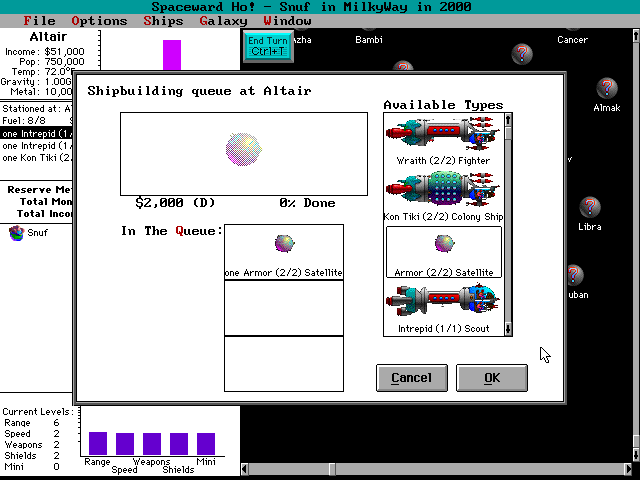 Spaceward Ho! - Snuf in MilkyWay in 2000
File Options Ships Galaxy Window
Altair
Income: $51,000
Pop: 750,000
Temp: 72.0°F
Gravity: 1.00G
Metal: 10,
End Turn
Ctrl+T
zha
Bambi
Cancer
Almak
Libra
uban
Stationed at: Al
Fuel: 8/8
one Intrepid (1/
one Intrepid (1/
one Kon Tiki (2/
Reserve Me
Total Mon
Total Inco
Snuf
Shipbuilding queue at Altair
$2,000 (D) 0% Done
In The Queue:
one Armor (2/2) Satellite
Available Types
Wraith (2/2) Fighter
Kon Tiki (2/2) Colony Ship
Armor (2/2) Satellite
Intrepid (1/1) Scout
Cancel
OK
Current Levels:
Range 6
Speed 2
Weapons 2
Shields 2
Mini 0
Range Weapons Mini
Speed Shields